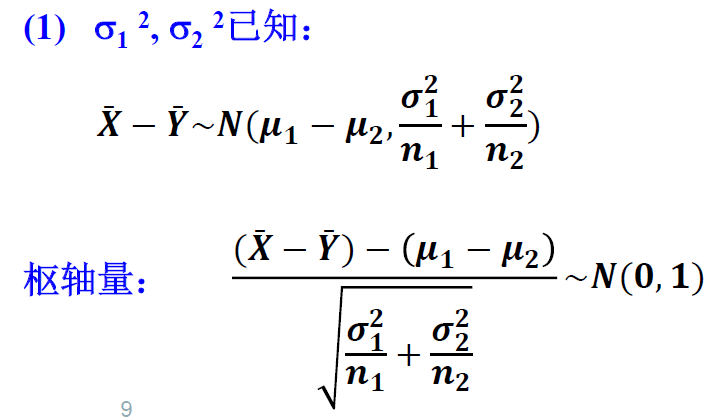 (1) σ₁², σ₂²已知：
X̄ − Ȳ~N(μ₁ − μ₂, σ₁²/n₁ + σ₂²/n₂)
枢轴量： ((X̄ − Ȳ) − (μ₁ − μ₂)) / √(σ₁²/n₁ + σ₂²/n₂) ~N(0, 1)
9